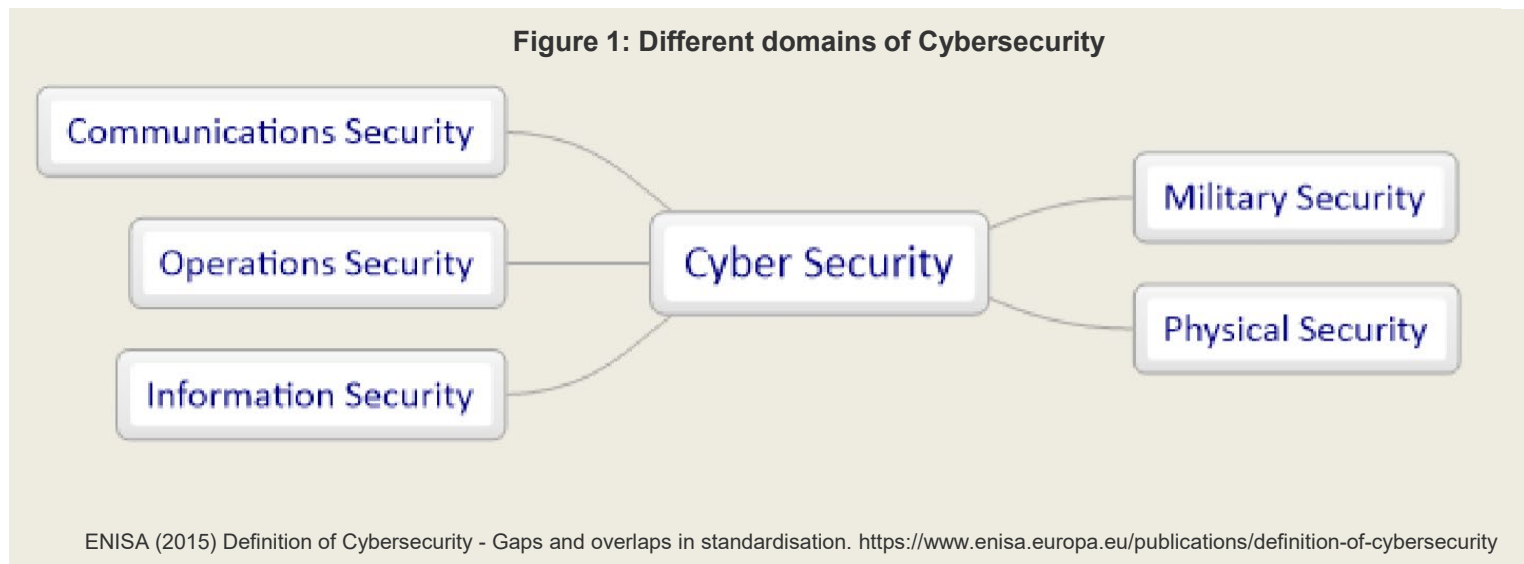 Figure 1: Different domains of Cybersecurity
Communications Security
Operations Security
Information Security
Cyber Security
Military Security
Physical Security
ENISA (2015) Definition of Cybersecurity - Gaps and overlaps in standardisation. https://www.enisa.europa.eu/publications/definition-of-cybersecurity